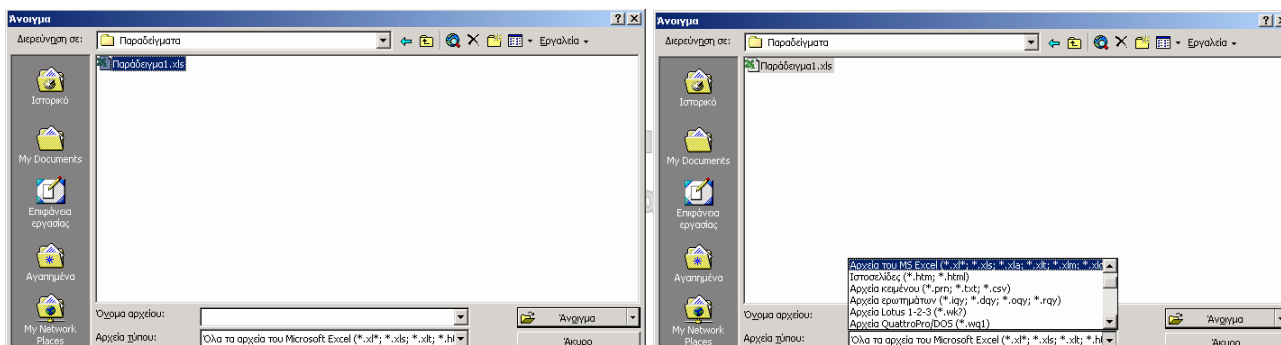 Άνοιγμα
Διερεύνηση σε:
Παραδείγματα
Εργαλεία
Παράδειγμα1.xls
Ιστορικό
My Documents
Επιφάνεια
εργασίας
Αγαπημένα
My Network
Places
Όνομα αρχείου:
Άνοιγμα
Αρχεία τύπου:
Όλα τα αρχεία του Microsoft Excel (*.xl*; *.xls; *.xlt; *.ht
Άκυρο
Άνοιγμα
Διερεύνηση σε:
Παραδείγματα
Εργαλεία
Παράδειγμα1.xls
Ιστορικό
My Documents
Επιφάνεια
εργασίας
Αγαπημένα
My Network
Places
Αρχεία του MS Excel (*.xl*; *.xls; *.xla; *.xlt; *.xlm; *.xlc
Ιστοσελίδες (*.htm; *.html)
Αρχεία κειμένου (*.prn; *.txt; *.csv)
Αρχεία ερωτημάτων (*.iqy; *.dqy; *.oqy; *.rqy)
Αρχεία Lotus 1-2-3 (*.wk?)
Αρχεία QuattroPro/DOS (*.wq1)
Όνομα αρχείου:
Άνοιγμα
Αρχεία τύπου:
Όλα τα αρχεία του Microsoft Excel (*.xl*; *.xls; *.xlt; *.ht
Άκυρο